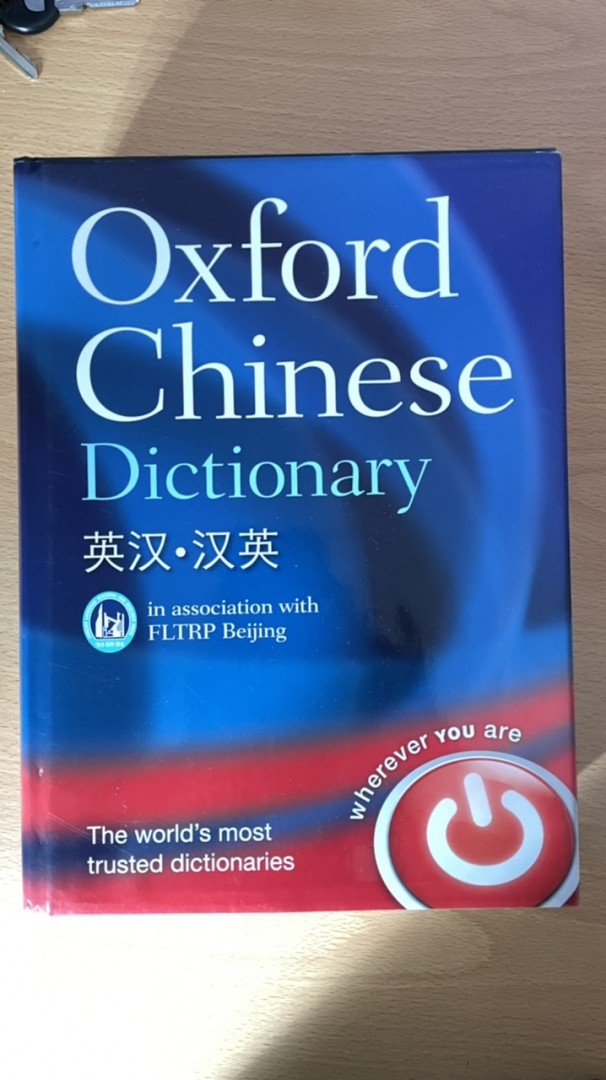 Oxford
Chinese
Dictionary
英汉•汉英
in association with
FLTRP Beijing
wherever YOU are
The world's most
trusted dictionaries